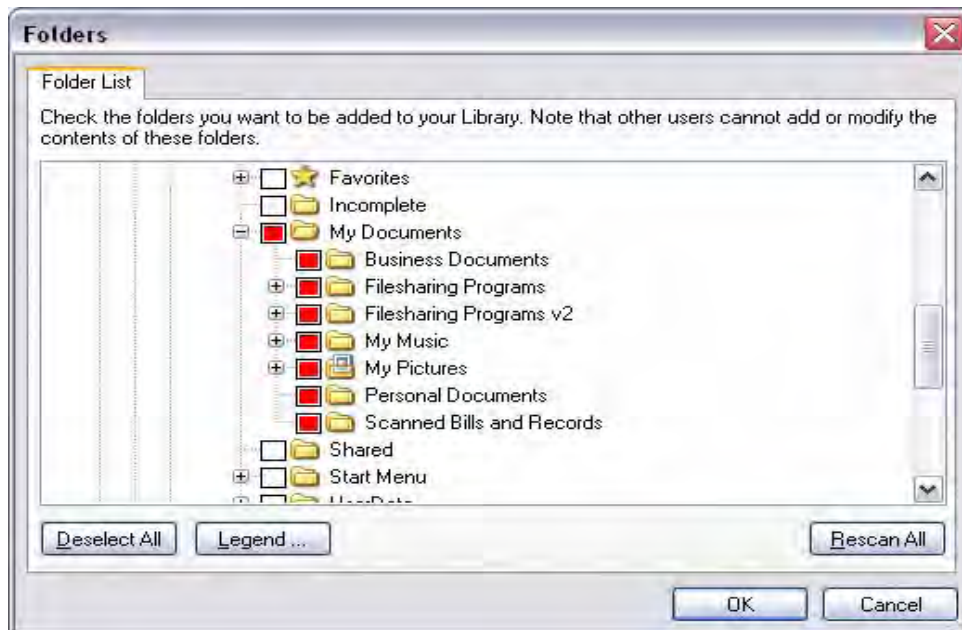 Folders
Folder List
Check the folders you want to be added to your Library. Note that other users cannot add or modify the
contents of these folders.
Favorites
Incomplete
My Documents
Business Documents
Filesharing Programs
Filesharing Programs v2
My Music
My Pictures
Personal Documents
Scanned Bills and Records
Shared
Start Menu
Deselect All Legend ... Rescan All
OK Cancel